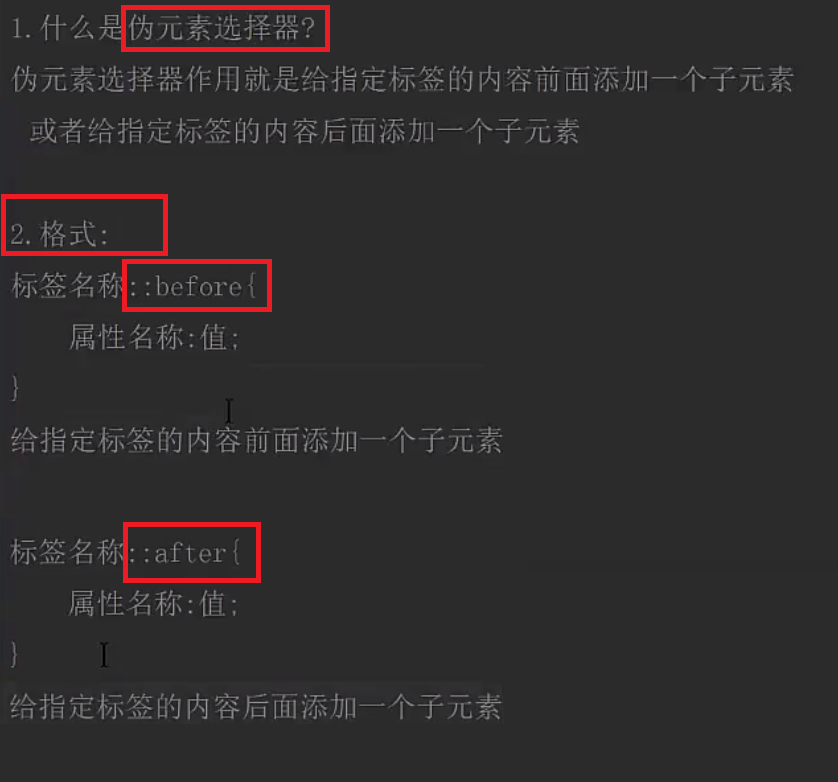 1.什么是伪元素选择器?
伪元素选择器作用就是给指定标签的内容前面添加一个子元素
或者给指定标签的内容后面添加一个子元素
2.格式:
标签名称::before{
属性名称:值;
}
给指定标签的内容前面添加一个子元素
标签名称::after{
属性名称:值;
}
给指定标签的内容后面添加一个子元素